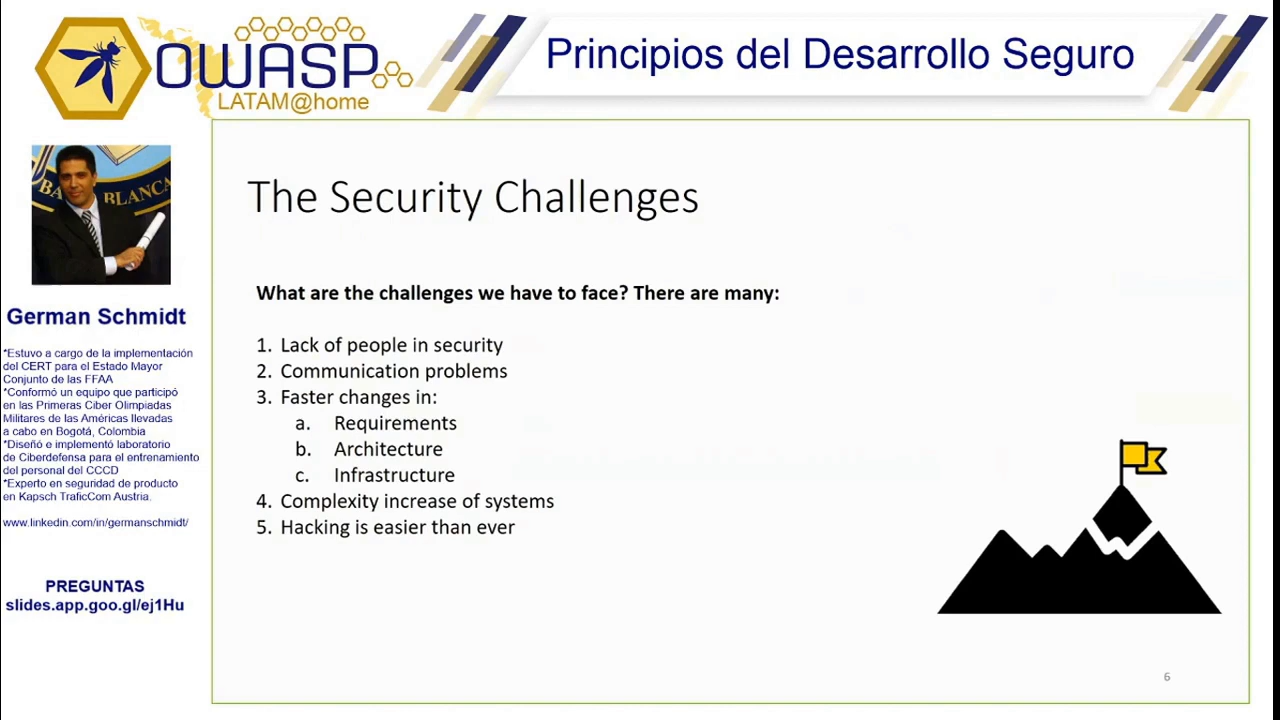 OWASP
LATAM@home
Principios del Desarrollo Seguro
BA BLANCA
German Schmidt
*Estuvo a cargo de la implementación
del CERT para el Estado Mayor
Conjunto de las FFAA
*Conformó un equipo que participó
en las Primeras Ciber Olimpiadas
Militares de las Américas llevadas
a cabo en Bogotá, Colombia
*Diseñó e implementó laboratorio
de Ciberdefensa para el entrenamiento
del personal del CCCD
*Experto en seguridad de producto
en Kapsch TraficCom Austria.
www.linkedin.com/in/germanschmidt/
PREGUNTAS
slides.app.goo.gl/ej1Hu
The Security Challenges
What are the challenges we have to face? There are many:
1. Lack of people in security
2. Communication problems
3. Faster changes in:
a. Requirements
b. Architecture
c. Infrastructure
4. Complexity increase of systems
5. Hacking is easier than ever
6